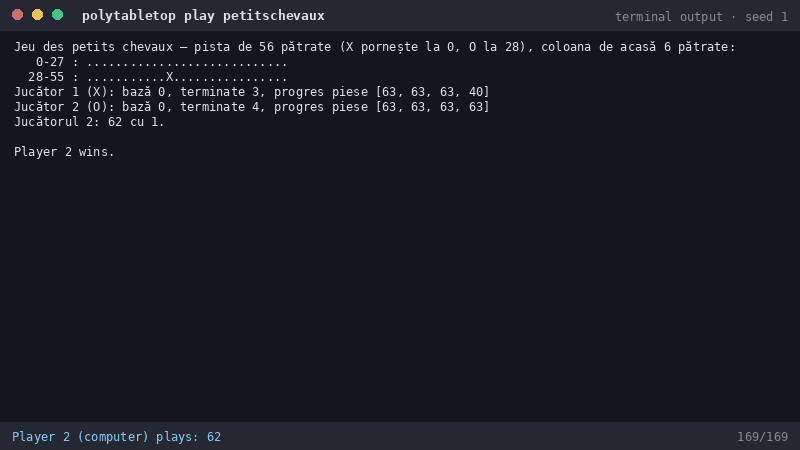 polytabletop play petitschevaux
terminal output · seed 1
Jeu des petits chevaux — pista de 56 pătrate (X pornește la 0, O la 28), coloana de acasă 6 pătrate:
0-27 : ............................
28-55 : ...........X................
Jucător 1 (X): bază 0, terminate 3, progres piese [63, 63, 63, 40]
Jucător 2 (O): bază 0, terminate 4, progres piese [63, 63, 63, 63]
Jucătorul 2: 62 cu 1.
Player 2 wins.
Player 2 (computer) plays: 62
169/169